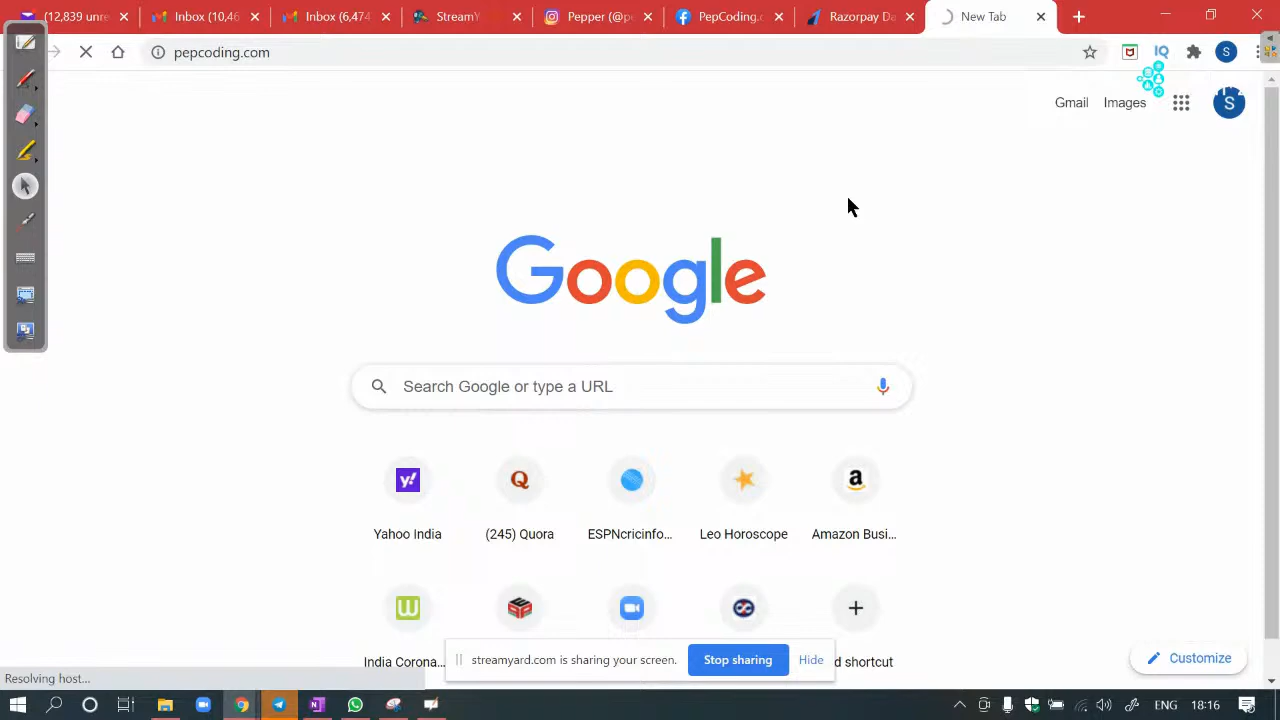 (12,839 unre
Inbox (10,46
Inbox (6,474
StreamY
Pepper (@pe
PepCoding.c
Razorpay Da
New Tab
pepcoding.com
IQ
S
Gmail
Images
S
Google
Search Google or type a URL
y!
Q
a
Yahoo India
(245) Quora
ESPNcricinfo...
Leo Horoscope
Amazon Busi...
W
India Corona...
d shortcut
streamyard.com is sharing your screen.
Stop sharing
Hide
Customize
Resolving host...
ENG
18:16